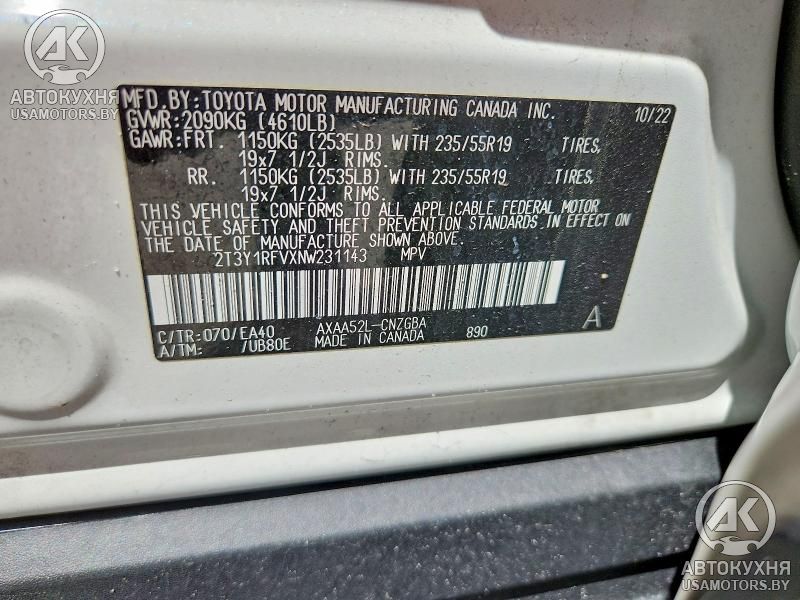 AK
АВТОКУХНЯ
USAMOTORS.BY
MFD.BY:TOYOTA MOTOR MANUFACTURING CANADA INC. 10/22
GVWR:2090KG (4610LB)
GAWR:FRT. 1150KG (2535LB) WITH 235/55R19 TIRES,
19x7 1/2J RIMS.
RR. 1150KG (2535LB) WITH 235/55R19 TIRES,
19x7 1/2J RIMS.
THIS VEHICLE CONFORMS TO ALL APPLICABLE FEDERAL MOTOR
VEHICLE SAFETY AND THEFT PREVENTION STANDARDS IN EFFECT ON
THE DATE OF MANUFACTURE SHOWN ABOVE.
2T3Y1RFVXNW231143 MPV
C/TR:070/EA40 AXAA52L-CNZGBA
A/TM: /UB80E MADE IN CANADA 890 A
AK
АВТОКУХНЯ
USAMOTORS.BY